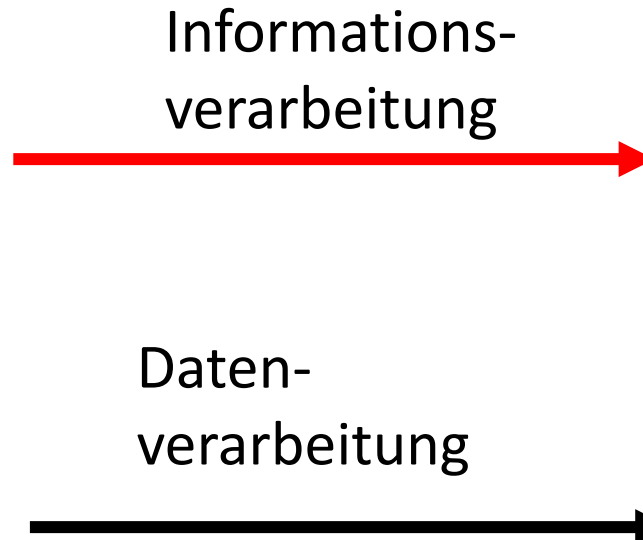 Informations-
verarbeitung
Daten-
verarbeitung